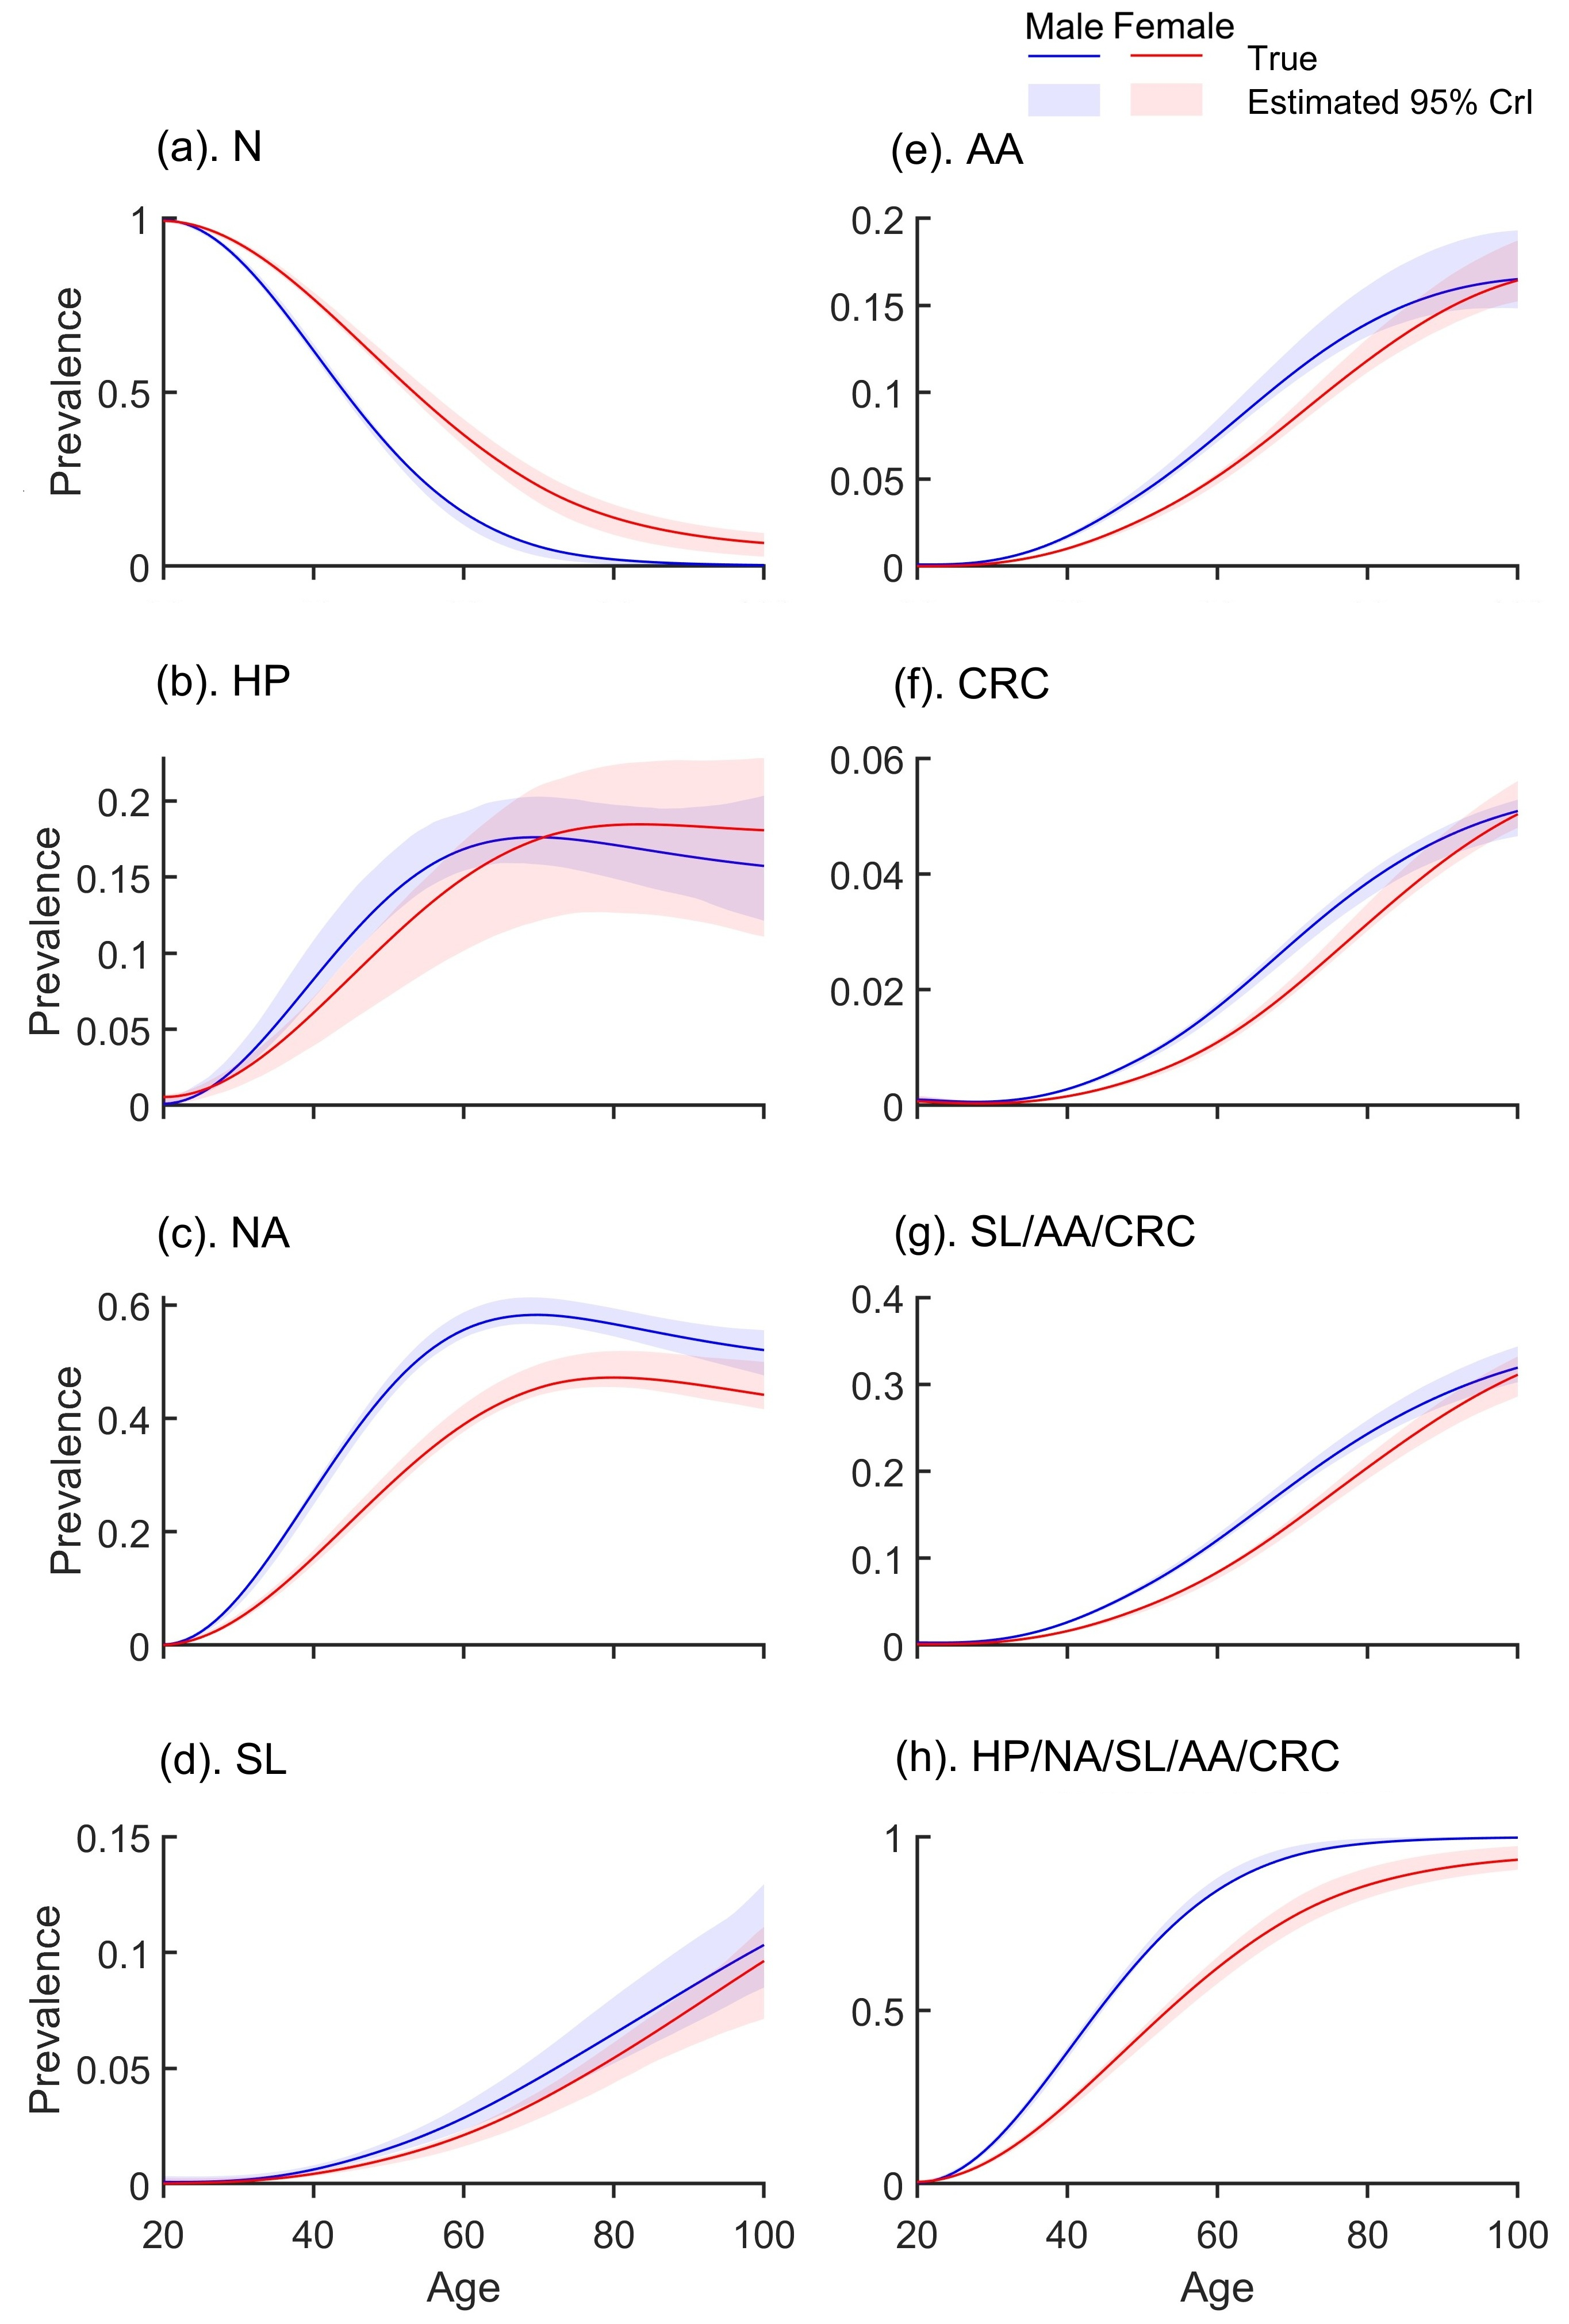 Male Female
True
Estimated 95% CrI
(a). N
1
0.5
0
Prevalence
(e). AA
0.2
0.15
0.1
0.05
0
(b). HP
0.2
0.15
0.1
0.05
0
Prevalence
(f). CRC
0.06
0.04
0.02
0
(c). NA
0.6
0.4
0.2
0
Prevalence
(g). SL/AA/CRC
0.4
0.3
0.2
0.1
0
(d). SL
0.15
0.1
0.05
0
Prevalence
20 40 60 80 100
Age
(h). HP/NA/SL/AA/CRC
1
0.5
0
20 40 60 80 100
Age